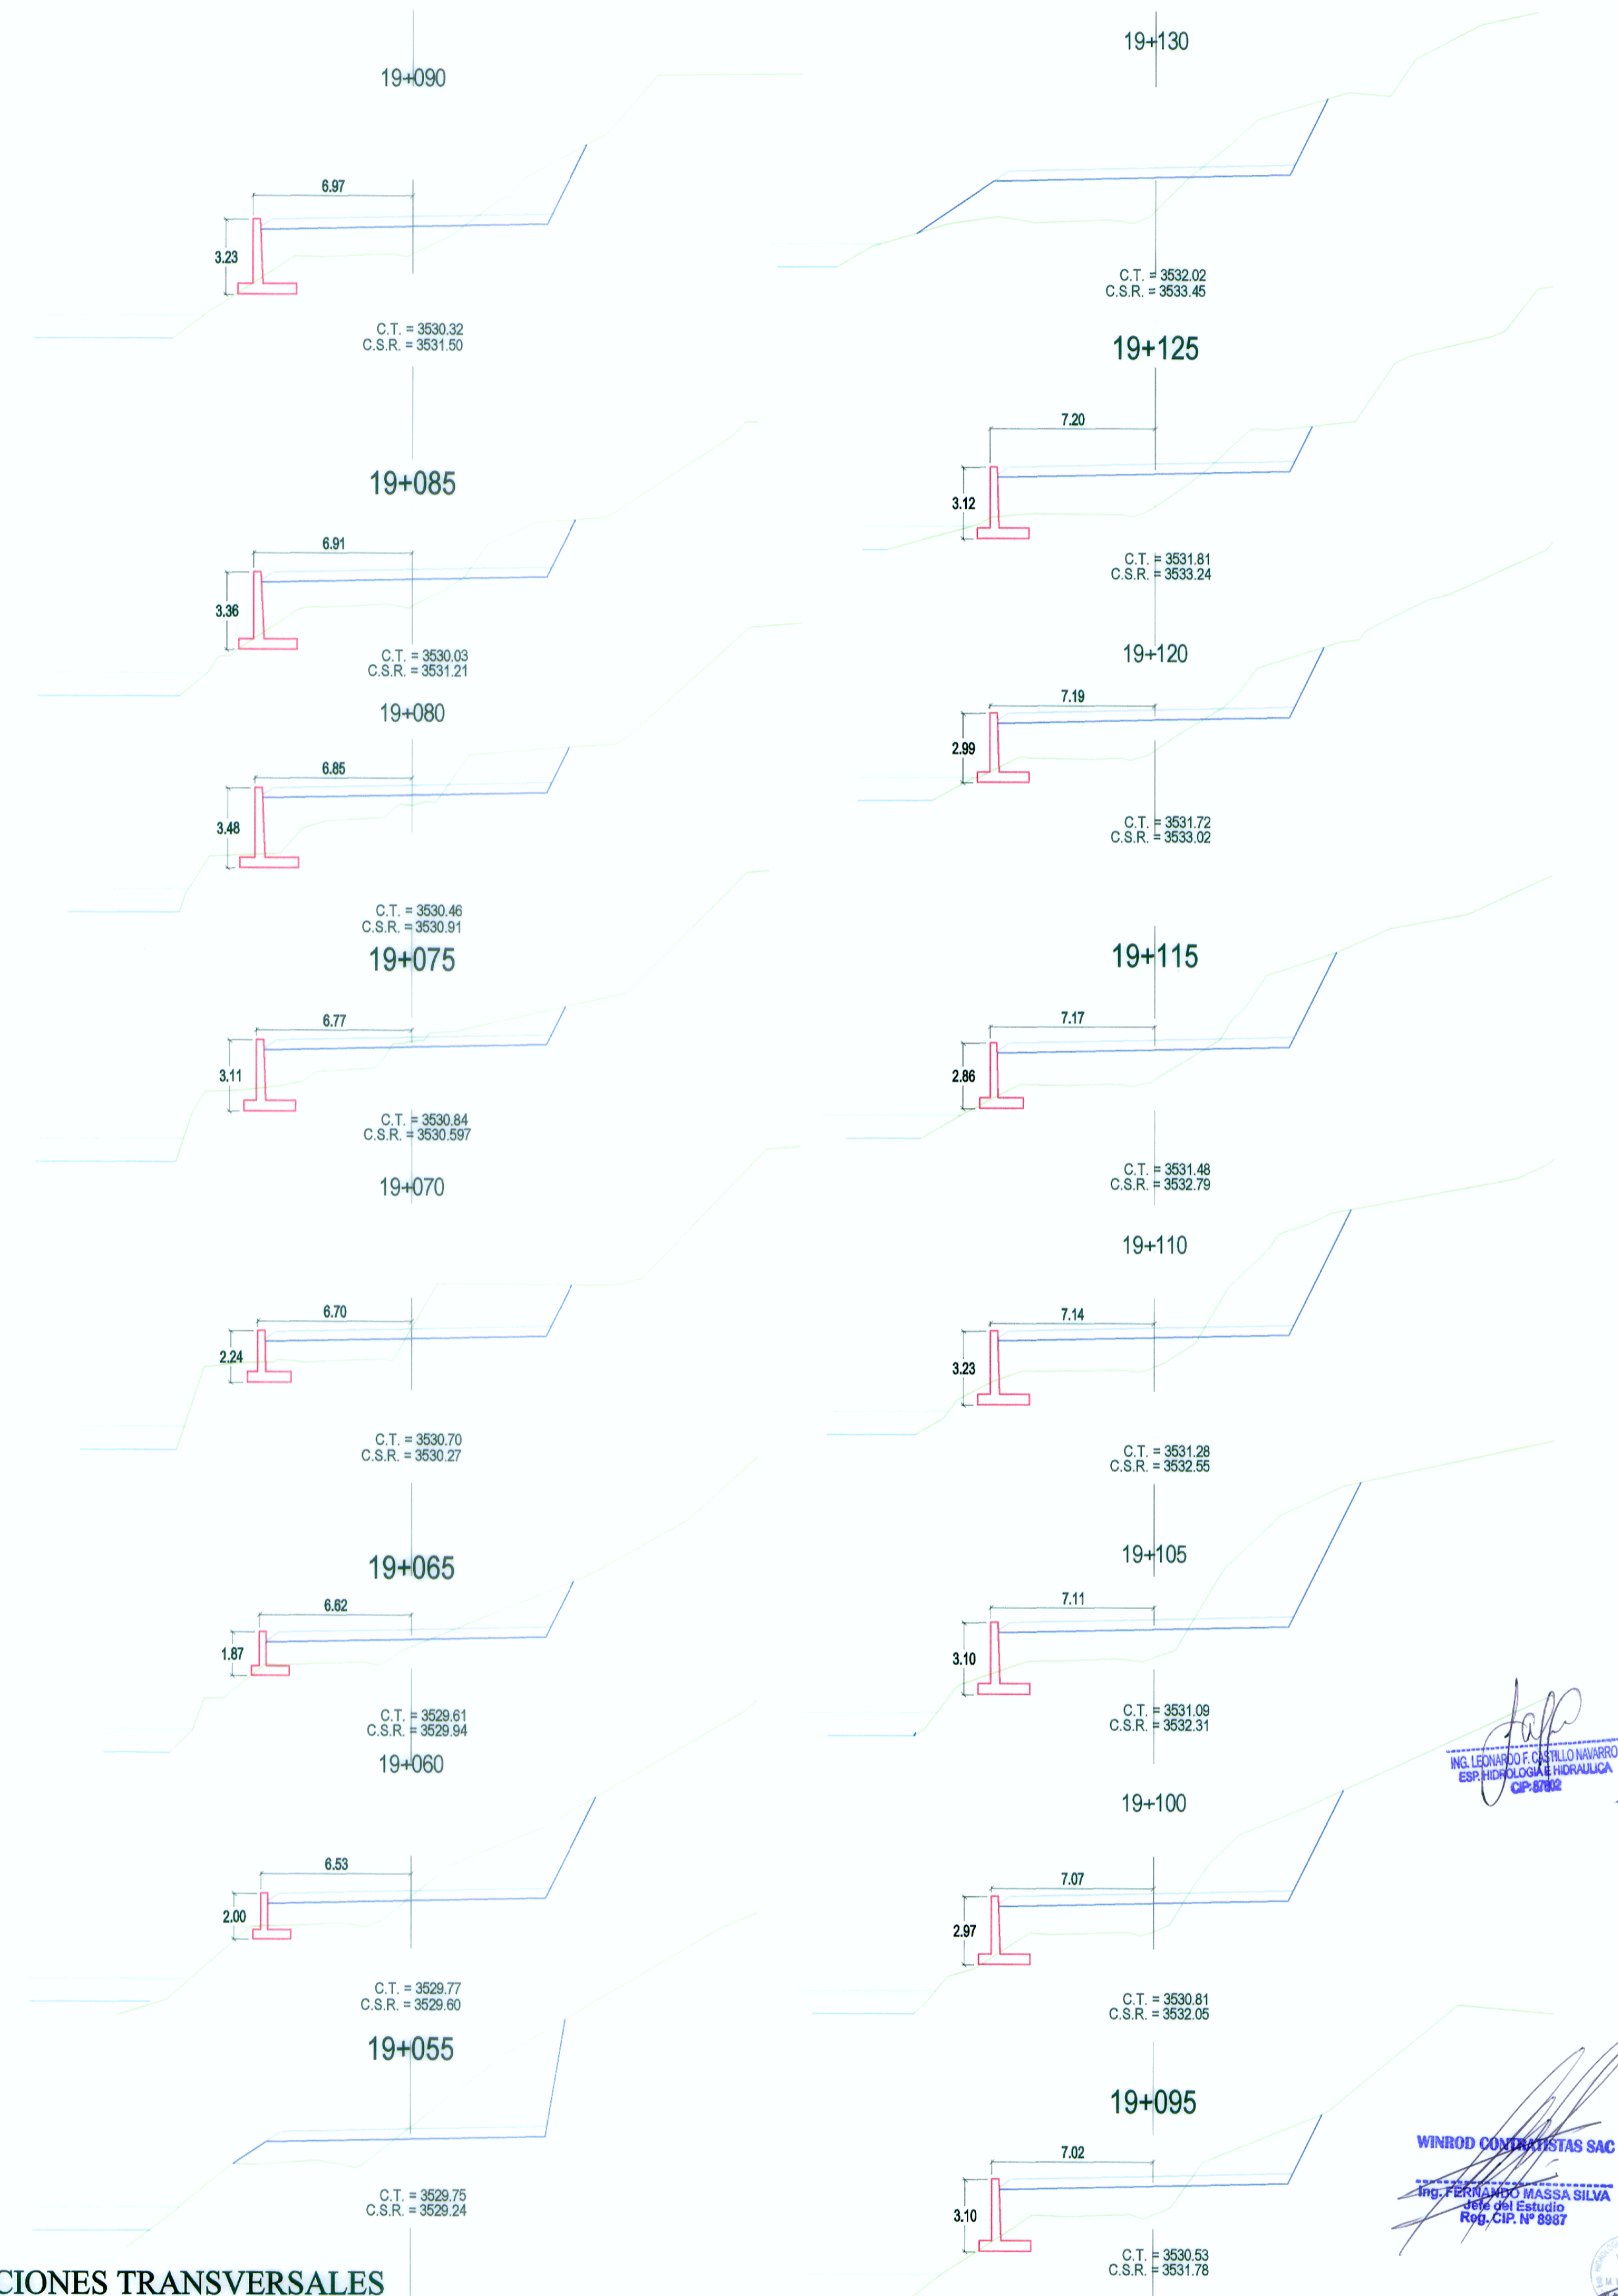 19+090
6.97
3.23
C.T. = 3530.32
C.S.R. = 3531.50
19+085
6.91
3.36
C.T. = 3530.03
C.S.R. = 3531.21
19+080
6.85
3.48
C.T. = 3530.46
C.S.R. = 3530.91
19+075
6.77
3.11
C.T. = 3530.84
C.S.R. = 3530.597
19+070
6.70
2.24
C.T. = 3530.70
C.S.R. = 3530.27
19+065
6.62
1.87
C.T. = 3529.61
C.S.R. = 3529.94
19+060
6.53
2.00
C.T. = 3529.77
C.S.R. = 3529.60
19+055
C.T. = 3529.75
C.S.R. = 3529.24
CIONES TRANSVERSALES
19+130
C.T. = 3532.02
C.S.R. = 3533.45
19+125
7.20
3.12
C.T. = 3531.81
C.S.R. = 3533.24
19+120
7.19
2.99
C.T. = 3531.72
C.S.R. = 3533.02
19+115
7.17
2.86
C.T. = 3531.48
C.S.R. = 3532.79
19+110
7.14
3.23
C.T. = 3531.28
C.S.R. = 3532.55
19+105
7.11
3.10
C.T. = 3531.09
C.S.R. = 3532.31
19+100
7.07
2.97
C.T. = 3530.81
C.S.R. = 3532.05
19+095
7.02
3.10
C.T. = 3530.53
C.S.R. = 3531.78
ING. LEONARDO F. CASTILLO NAVARRO
ESP. HIDROLOGIA E HIDRAULICA
WINROD CONTRATISTAS SAC
Ing. FERNANDO MASSA SILVA
Jefe del Estudio
Reg. CIP. Nº 8987